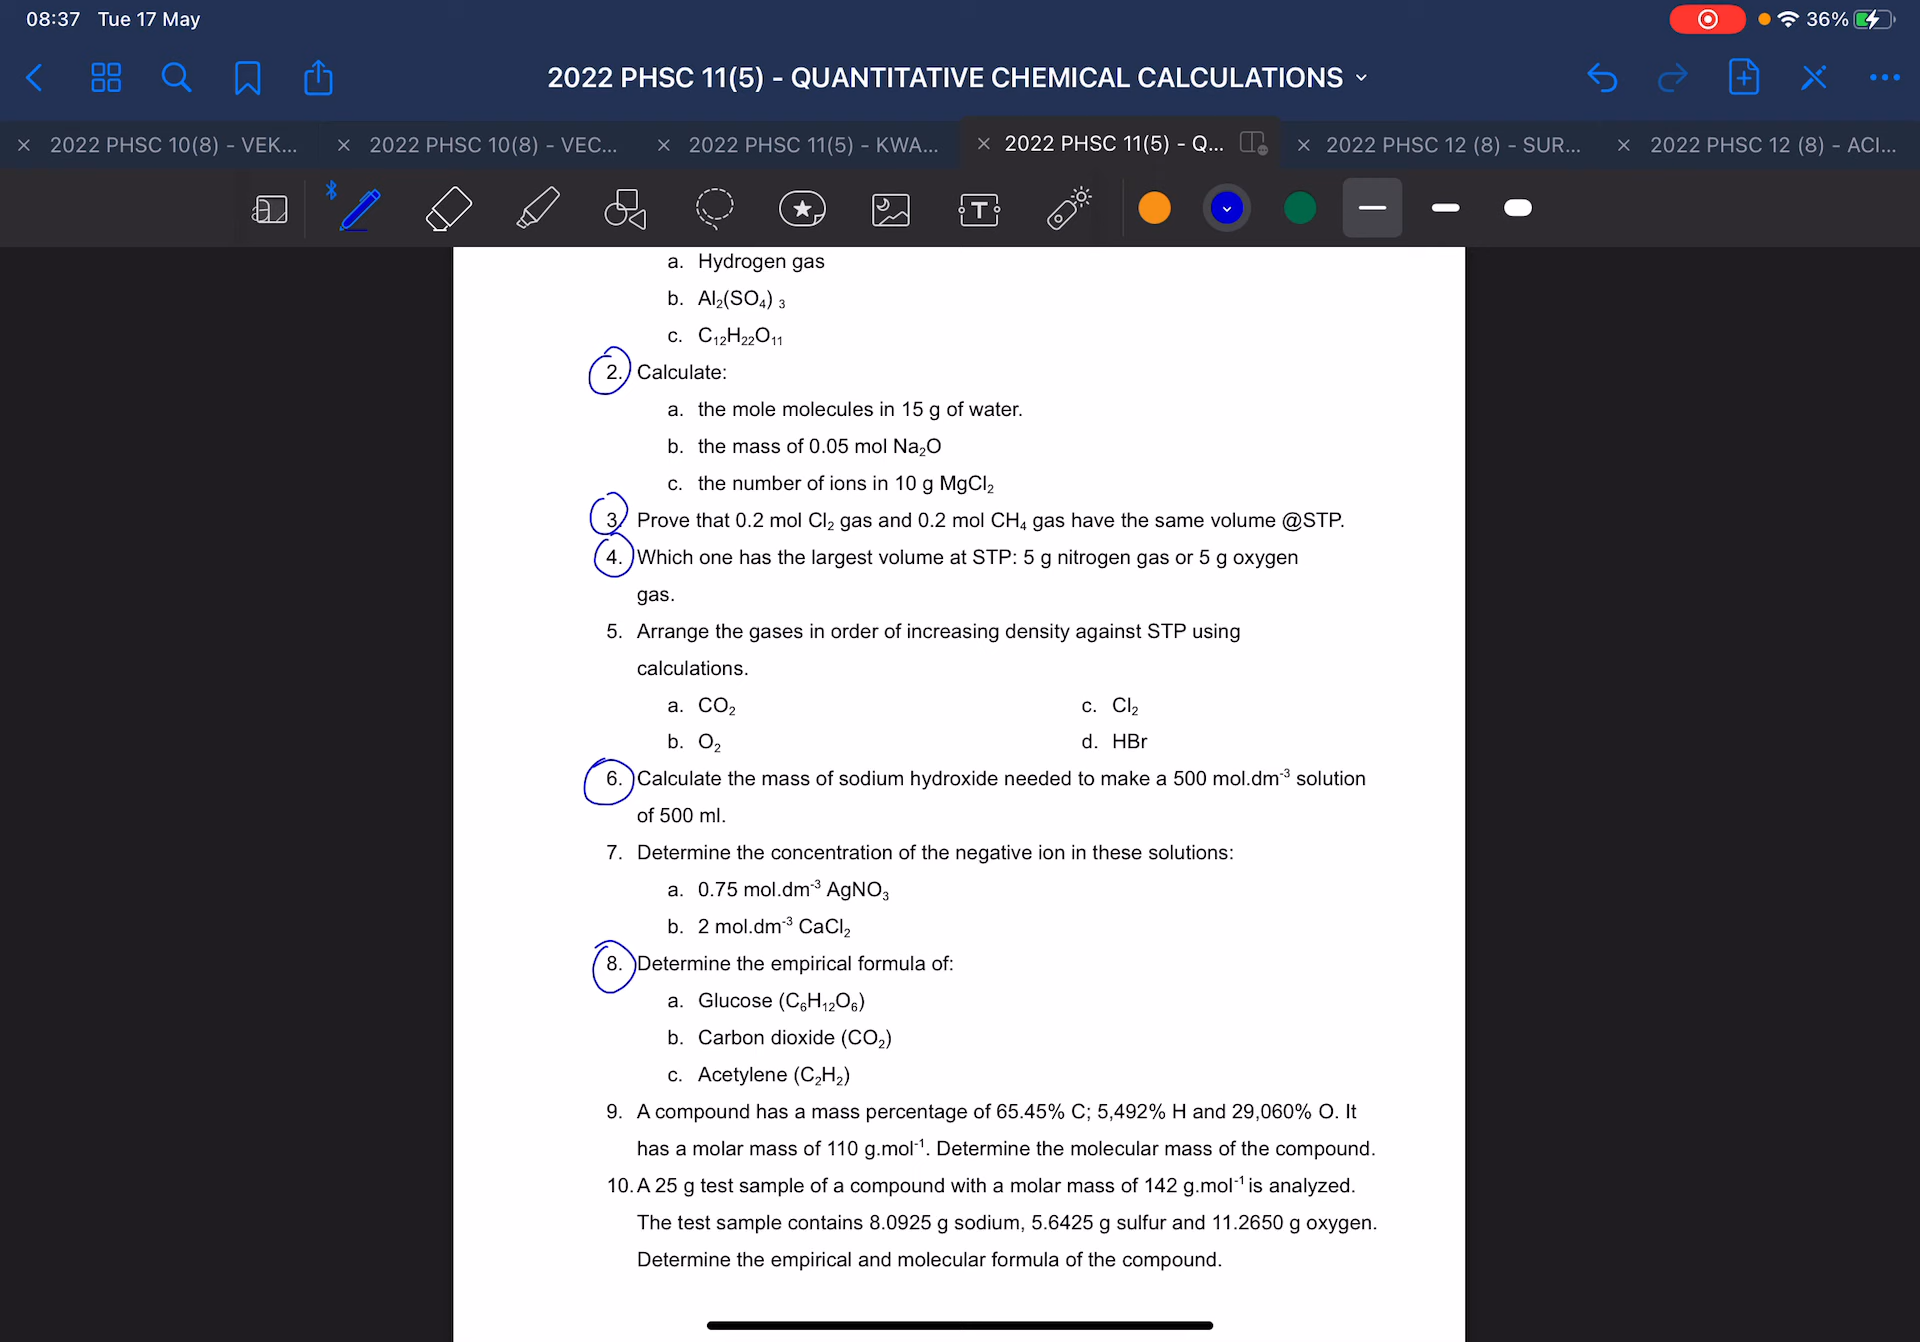 08:37 Tue 17 May 36%
2022 PHSC 11(5) - QUANTITATIVE CHEMICAL CALCULATIONS
2022 PHSC 10(8) - VEK... 2022 PHSC 10(8) - VEC... 2022 PHSC 11(5) - KWA... 2022 PHSC 11(5) - Q... 2022 PHSC 12 (8) - SUR... 2022 PHSC 12 (8) - ACI...
a. Hydrogen gas
b. Al₂(SO₄) ₃
c. C₁₂H₂₂O₁₁
2. Calculate:
a. the mole molecules in 15 g of water.
b. the mass of 0.05 mol Na₂O
c. the number of ions in 10 g MgCl₂
3. Prove that 0.2 mol Cl₂ gas and 0.2 mol CH₄ gas have the same volume @STP.
4. Which one has the largest volume at STP: 5 g nitrogen gas or 5 g oxygen
gas.
5. Arrange the gases in order of increasing density against STP using
calculations.
a. CO₂ c. Cl₂
b. O₂ d. HBr
6. Calculate the mass of sodium hydroxide needed to make a 500 mol.dm⁻³ solution
of 500 ml.
7. Determine the concentration of the negative ion in these solutions:
a. 0.75 mol.dm⁻³ AgNO₃
b. 2 mol.dm⁻³ CaCl₂
8. Determine the empirical formula of:
a. Glucose (C₆H₁₂O₆)
b. Carbon dioxide (CO₂)
c. Acetylene (C₂H₂)
9. A compound has a mass percentage of 65.45% C; 5,492% H and 29,060% O. It
has a molar mass of 110 g.mol⁻¹. Determine the molecular mass of the compound.
10. A 25 g test sample of a compound with a molar mass of 142 g.mol⁻¹ is analyzed.
The test sample contains 8.0925 g sodium, 5.6425 g sulfur and 11.2650 g oxygen.
Determine the empirical and molecular formula of the compound.